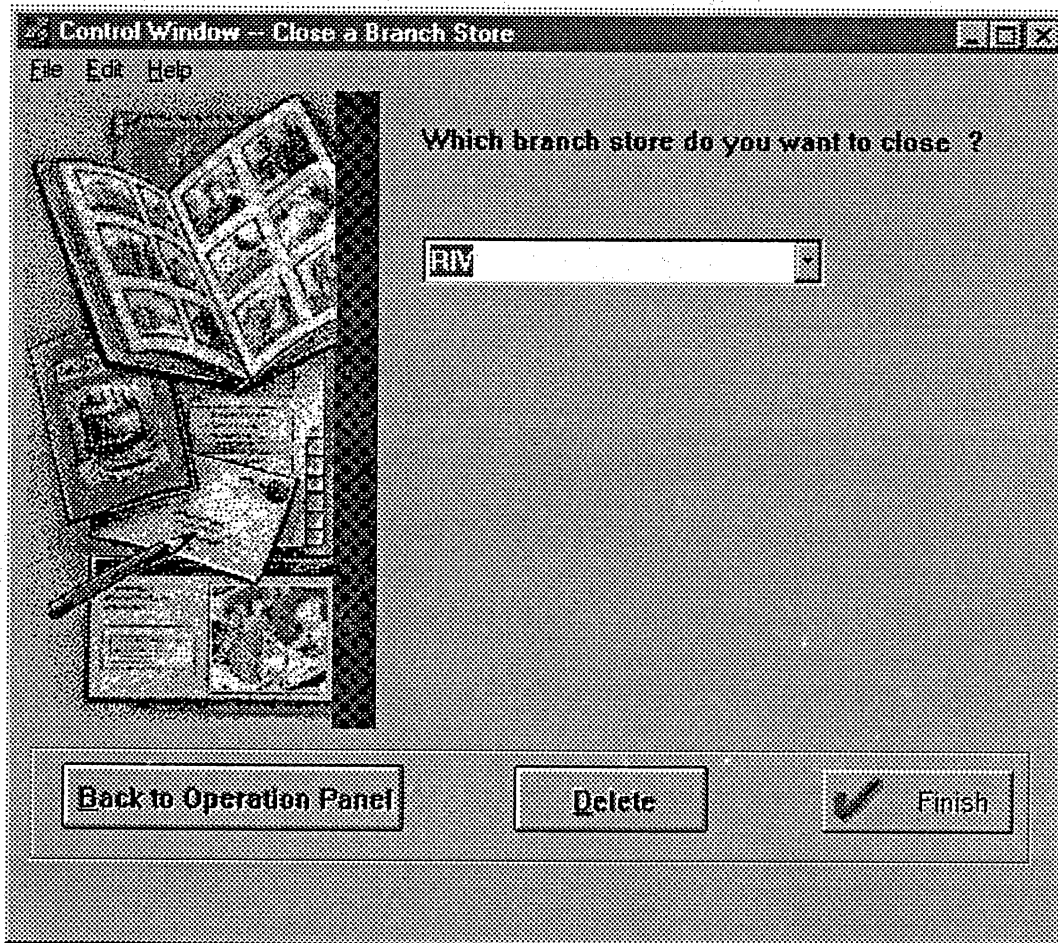 Control Window -- Close a Branch Store
File Edit Help
Which branch store do you want to close ?
RIV
Back to Operation Panel
Delete
Finish